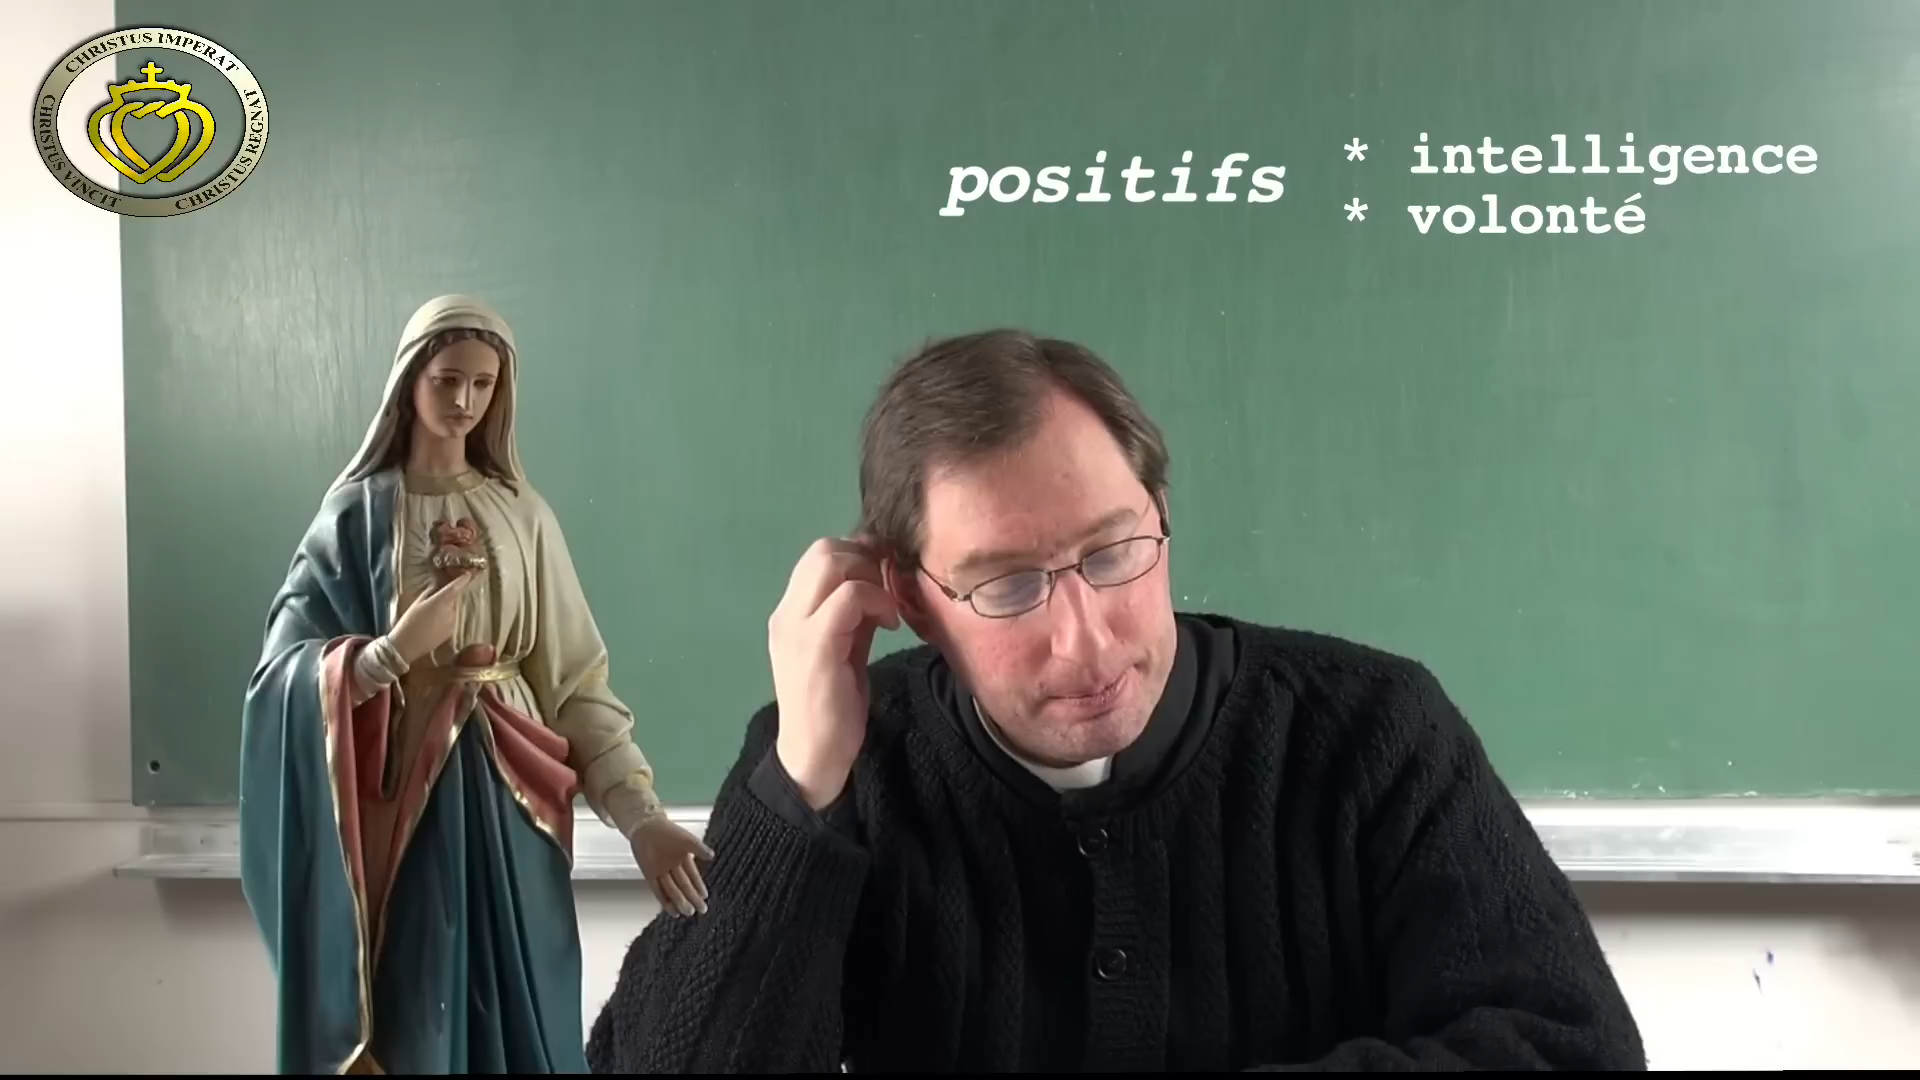 CHRISTUS VINCIT
CHRISTUS IMPERAT
CHRISTUS REGNAT
positifs
* intelligence
* volonté